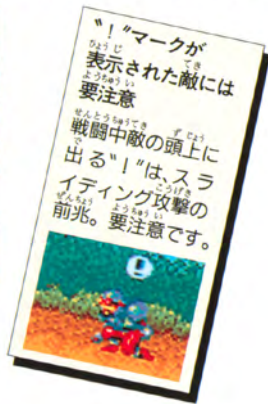 "！"マークが
表示された敵には
要注意
戦闘中敵の頭上に
出る"！"は、スラ
イディング攻撃の
前兆。要注意です。